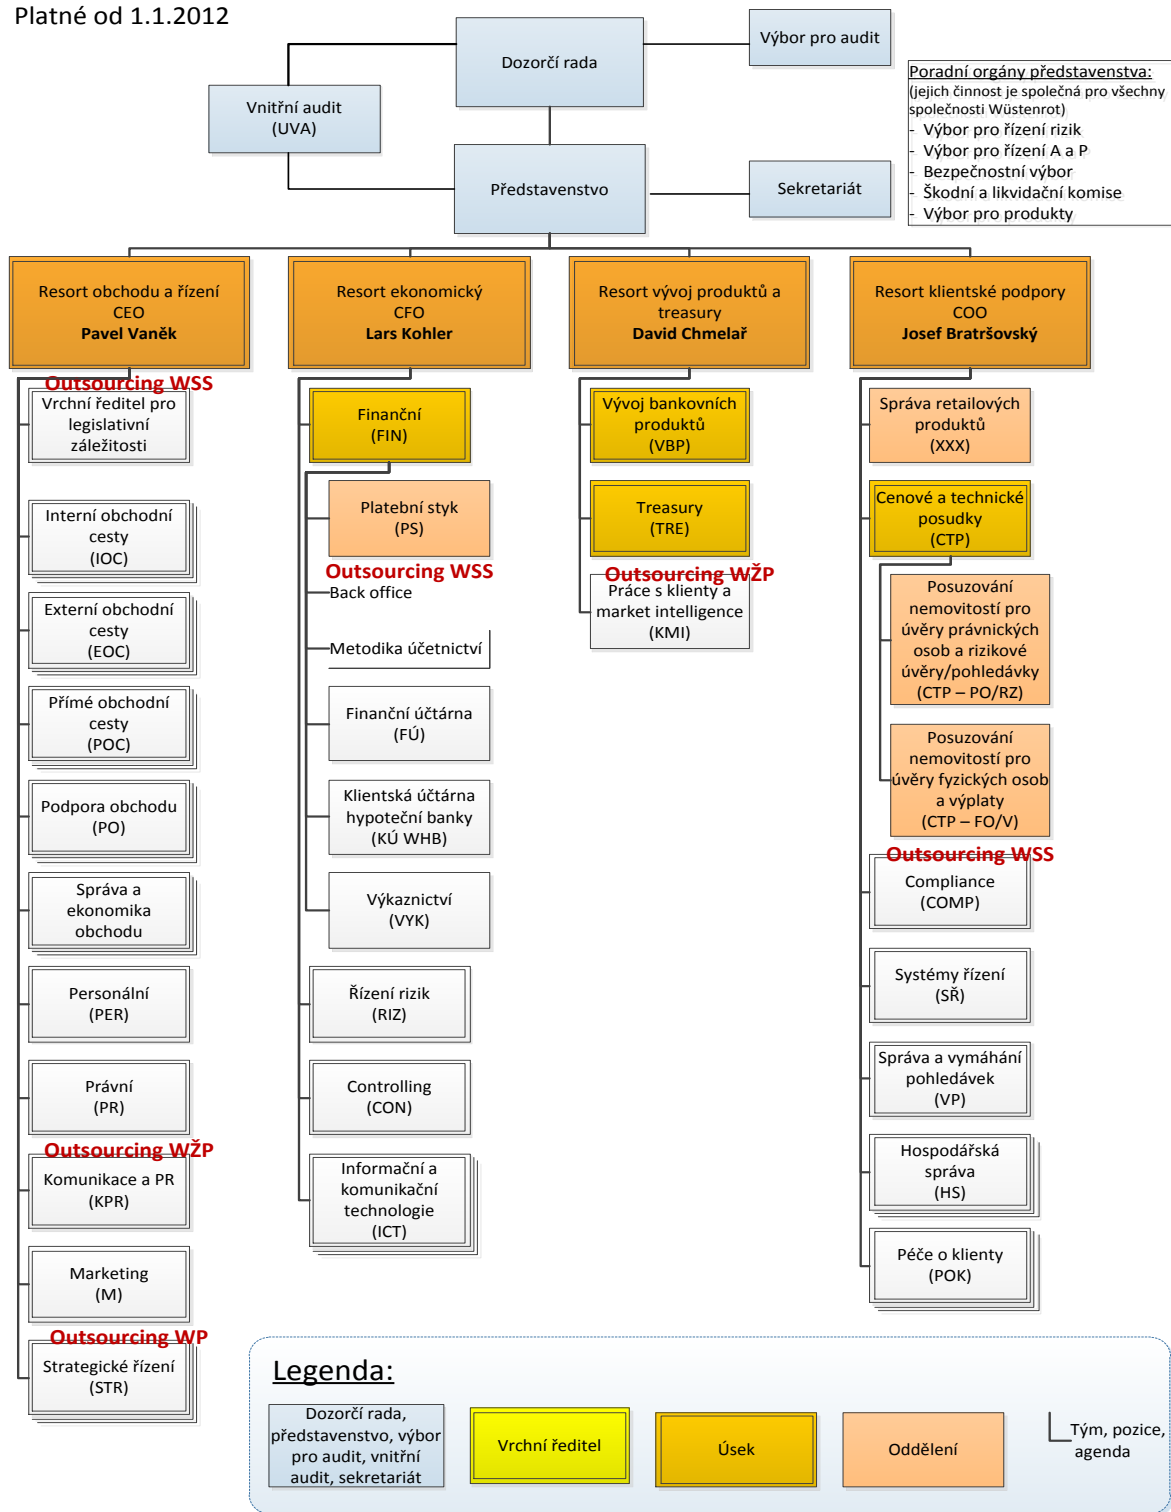 Platné od 1.1.2012
Dozorčí rada
Výbor pro audit
Vnitřní audit
(UVA)
Představenstvo
Sekretariát
Poradní orgány představenstva:
(jejich činnost je společná pro všechny
společnosti Wüstenrot)
- Výbor pro řízení rizik
- Výbor pro řízení A a P
- Bezpečnostní výbor
- Škodní a likvidační komise
- Výbor pro produkty
Resort obchodu a řízení
CEO
Pavel Vaněk
Outsourcing WSS
Vrchní ředitel pro
legislativní
záležitosti
Interní obchodní
cesty
(IOC)
Externí obchodní
cesty
(EOC)
Přímé obchodní
cesty
(POC)
Podpora obchodu
(PO)
Správa a
ekonomika
obchodu
Personální
(PER)
Právní
(PR)
Outsourcing WŽP
Komunikace a PR
(KPR)
Marketing
(M)
Outsourcing WP
Strategické řízení
(STR)
Resort ekonomický
CFO
Lars Kohler
Finanční
(FIN)
Platební styk
(PS)
Outsourcing WSS
Back office
Metodika účetnictví
Finanční účtárna
(FÚ)
Klientská účtárna
hypoteční banky
(KÚ WHB)
Výkaznictví
(VYK)
Řízení rizik
(RIZ)
Controlling
(CON)
Informační a
komunikační
technologie
(ICT)
Resort vývoj produktů a
treasury
David Chmelař
Vývoj bankovních
produktů
(VBP)
Treasury
(TRE)
Outsourcing WŽP
Práce s klienty a
market intelligence
(KMI)
Resort klientské podpory
COO
Josef Bratršovský
Správa retailových
produktů
(XXX)
Cenové a technické
posudky
(CTP)
Posuzování
nemovitostí pro
úvěry právnických
osob a rizikové
úvěry/pohledávky
(CTP – PO/RZ)
Posuzování
nemovitostí pro
úvěry fyzických osob
a výplaty
(CTP – FO/V)
Outsourcing WSS
Compliance
(COMP)
Systémy řízení
(SŘ)
Správa a vymáhání
pohledávek
(VP)
Hospodářská
správa
(HS)
Péče o klienty
(POK)
Legenda:
Dozorčí rada,
představenstvo, výbor
pro audit, vnitřní
audit, sekretariát
Vrchní ředitel
Úsek
Oddělení
Tým, pozice,
agenda